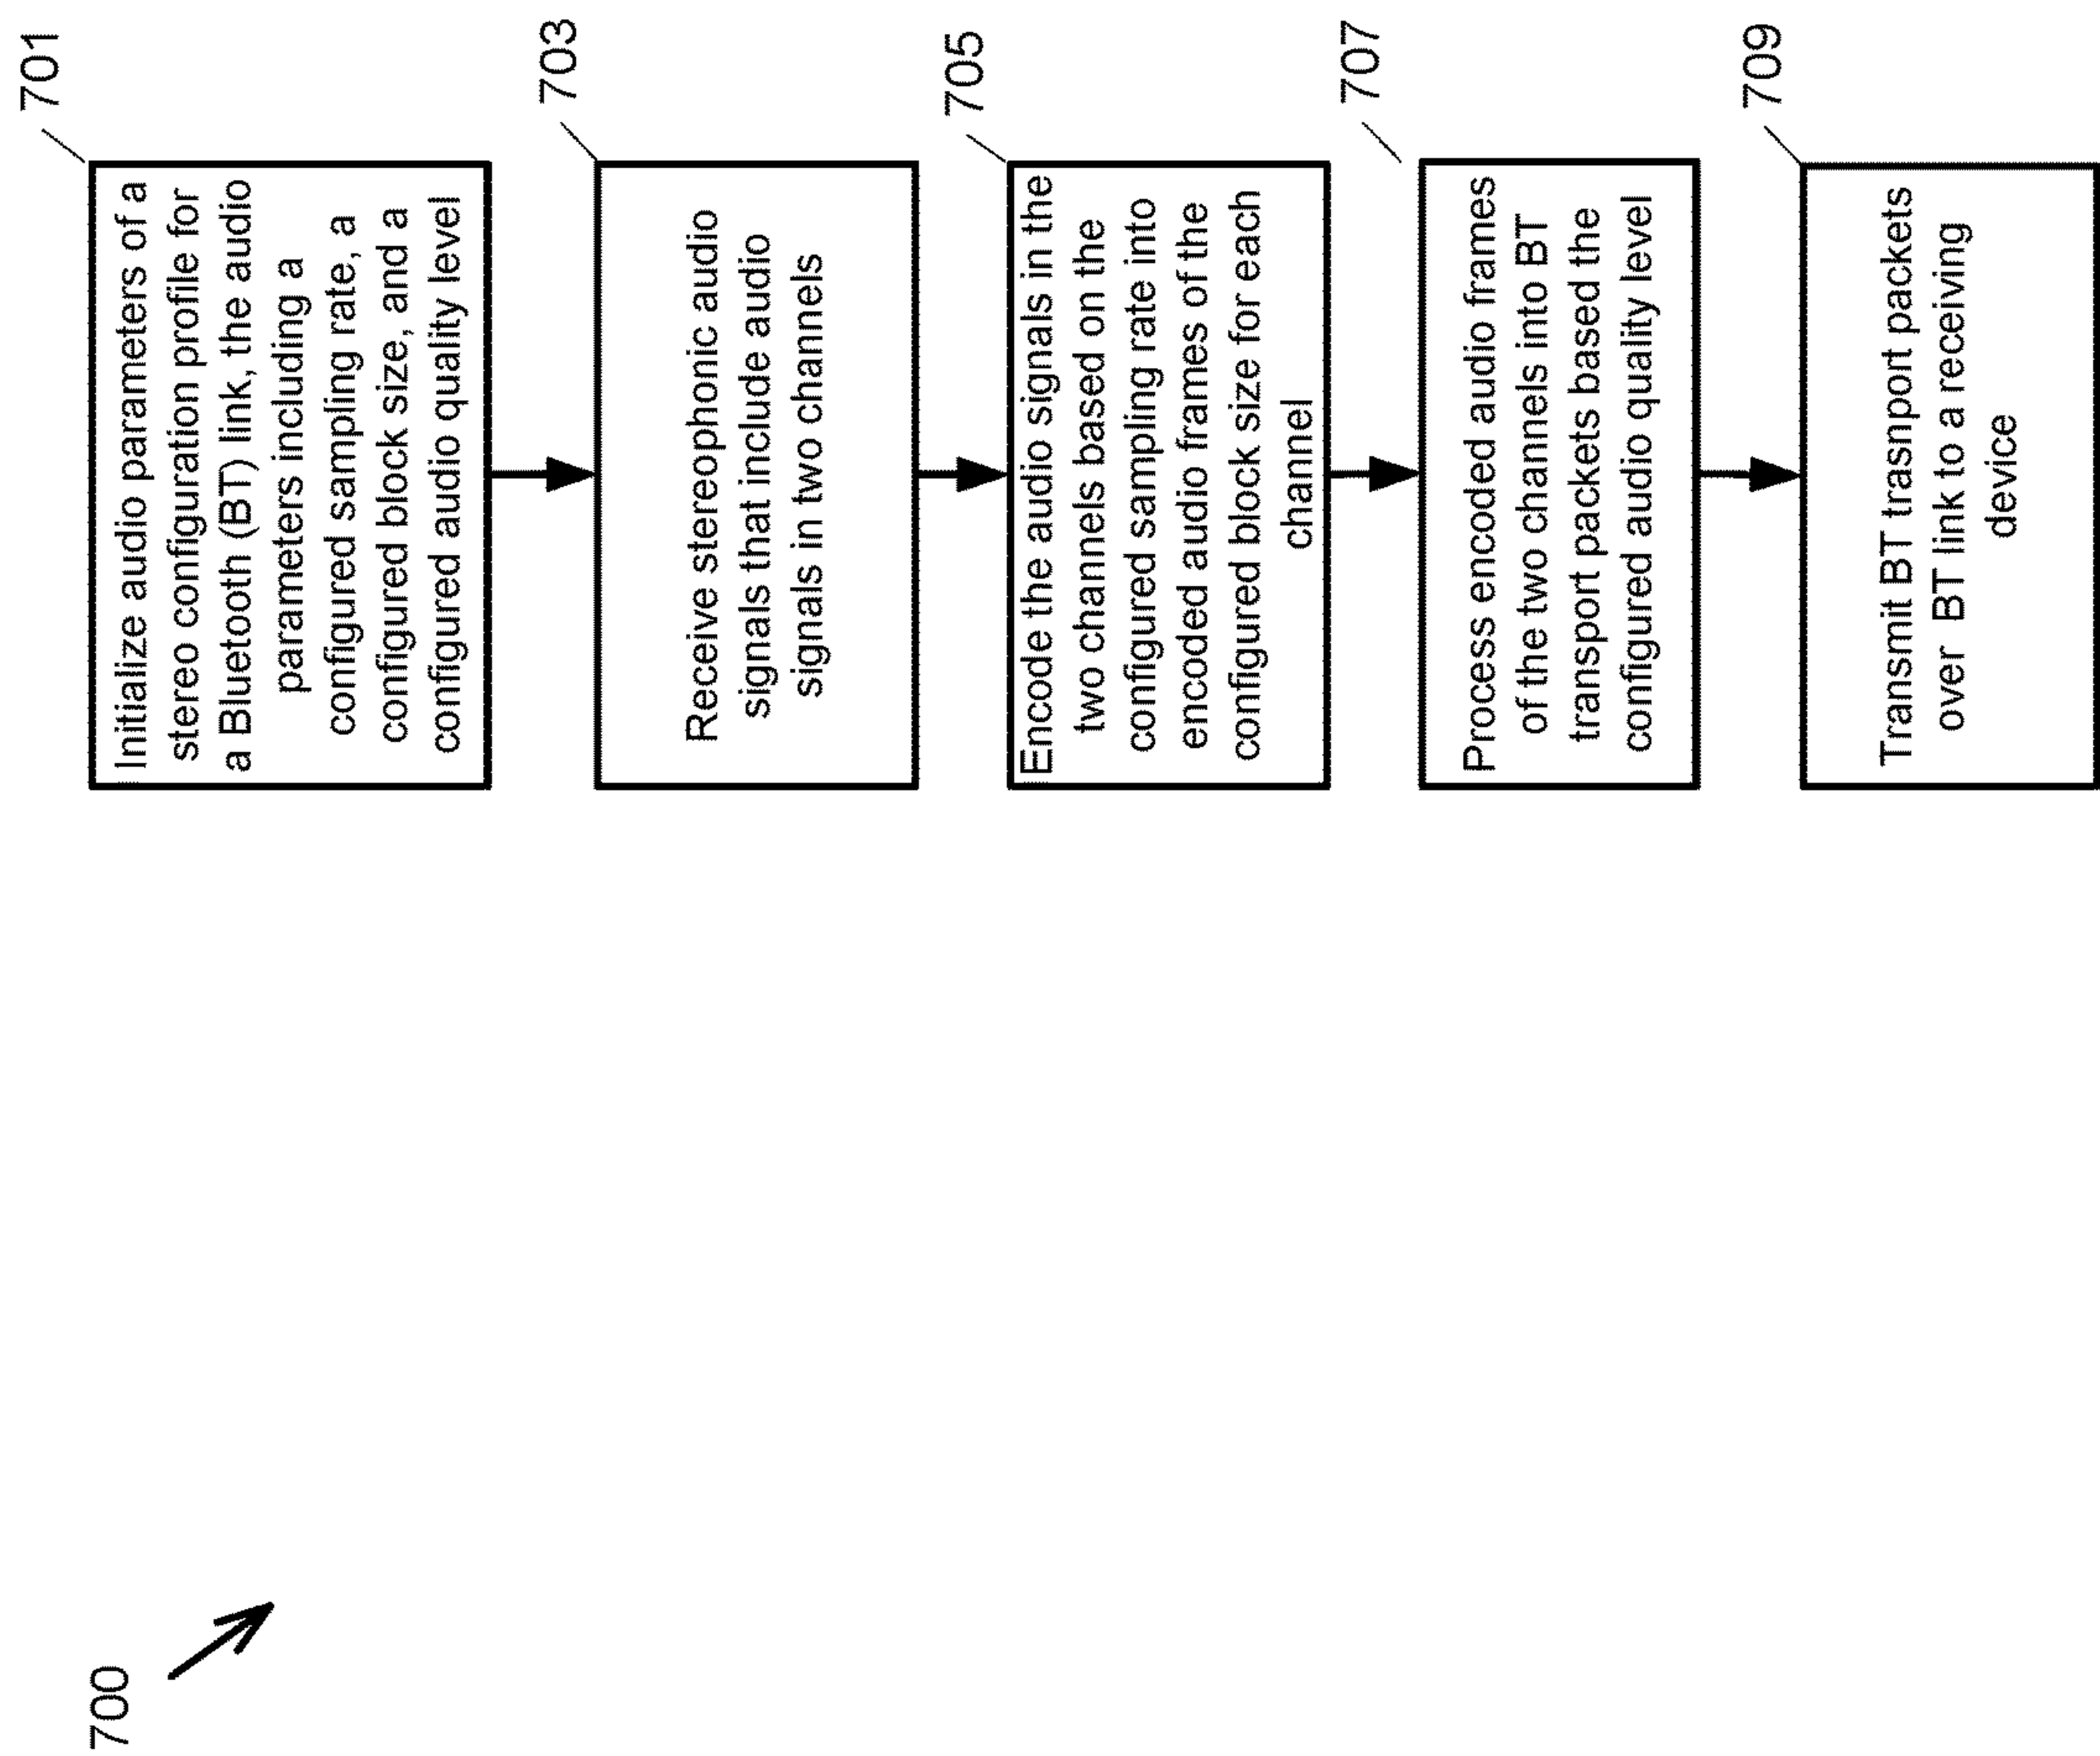 700
701
Initialize audio parameters of a
stereo configuration profile for
a Bluetooth (BT) link, the audio
parameters including a
configured sampling rate, a
configured block size, and a
configured audio quality level
703
Receive stereophonic audio
signals that include audio
signals in two channels
705
Encode the audio signals in the
two channels based on the
configured sampling rate into
encoded audio frames of the
configured block size for each
channel
707
Process encoded audio frames
of the two channels into BT
transport packets based the
configured audio quality level
709
Transmit BT trasnport packets
over BT link to a receiving
device